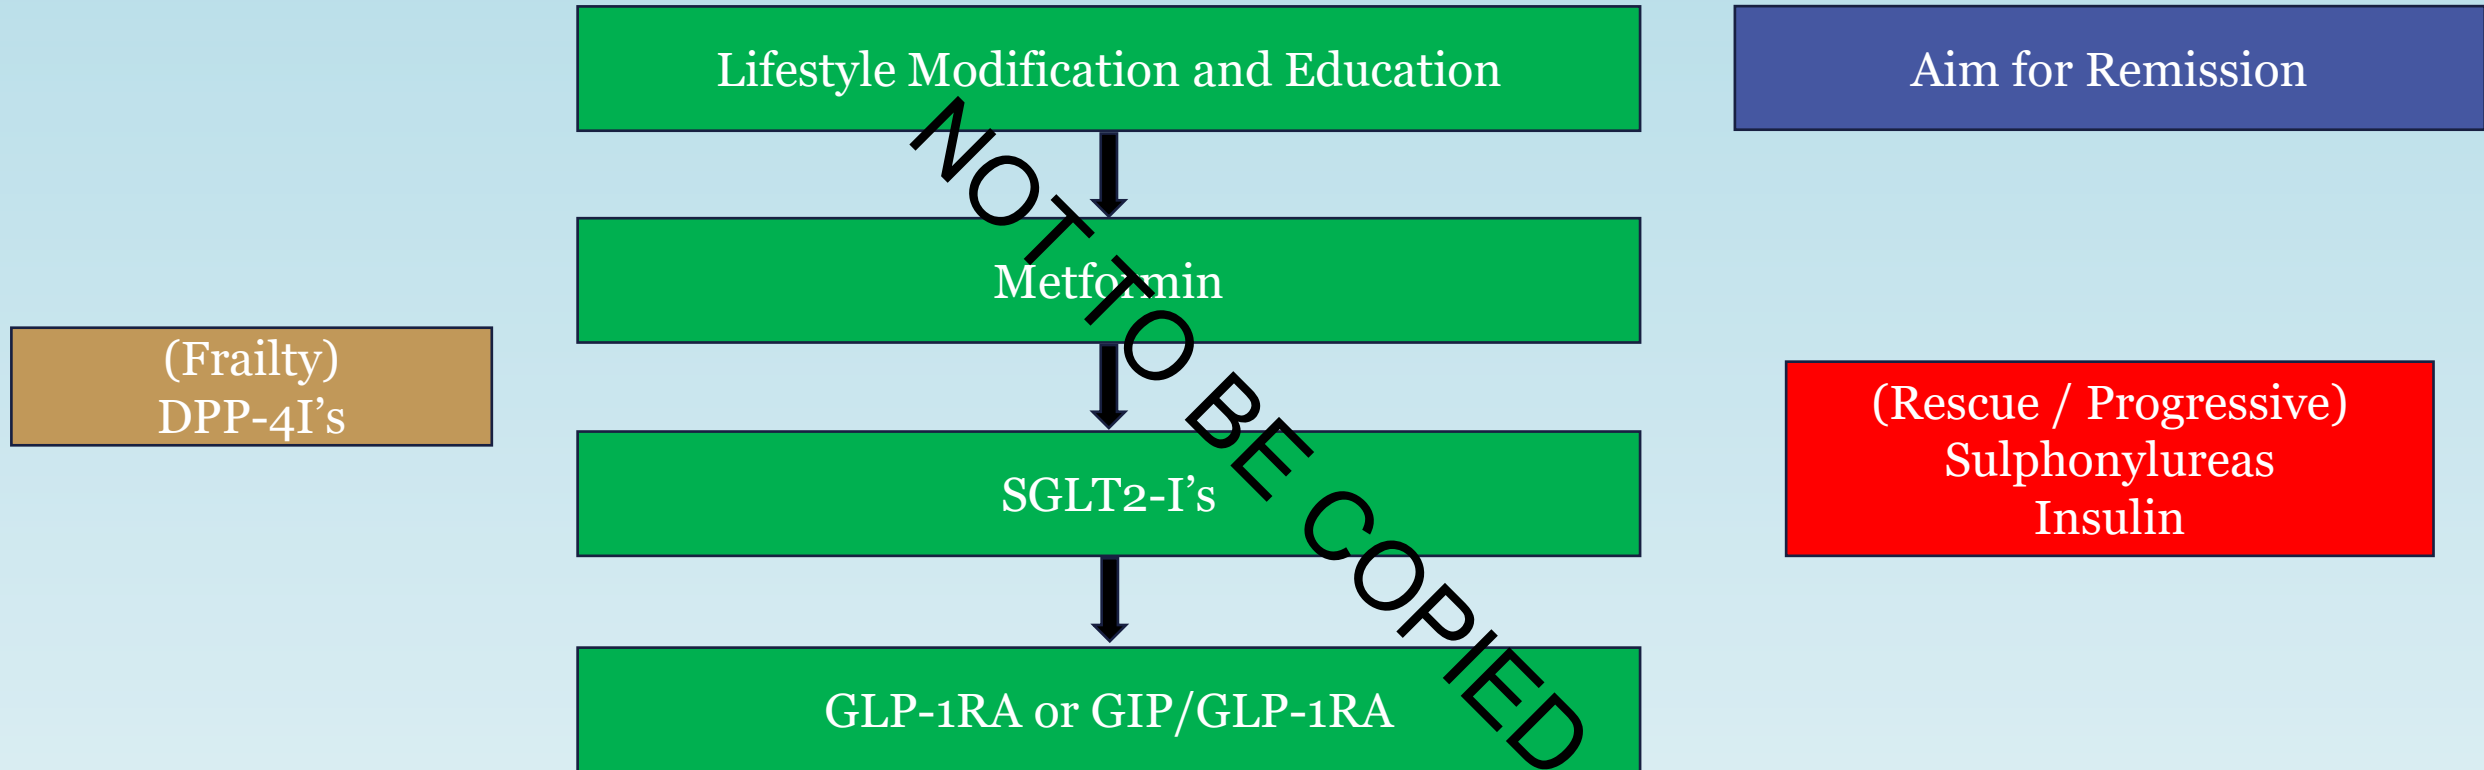 Lifestyle Modification and Education
Aim for Remission
Metformin
(Frailty)
DPP-4I’s
(Rescue / Progressive)
Sulphonylureas
Insulin
SGLT2-I’s
GLP-1RA or GIP/GLP-1RA
NOT TO BE COPIED